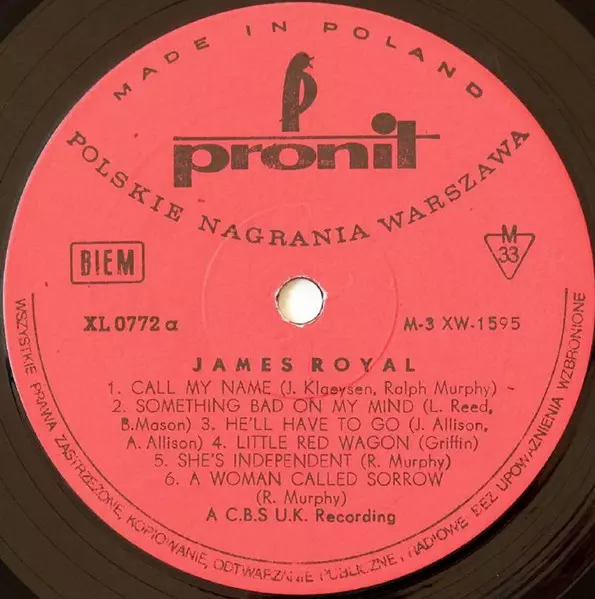 MADE IN POLAND
pronit
POLSKIE NAGRANIA WARSZAWA
BIEM
M
33
XL 0772 a
M-3 XW-1595
JAMES ROYAL
1. CALL MY NAME (J. Klaeysen, Ralph Murphy)
2. SOMETHING BAD ON MY MIND (L. Reed,
B. Mason) 3. HE'LL HAVE TO GO (J. Allison,
A. Allison) 4. LITTLE RED WAGON (Griffin)
5. SHE'S INDEPENDENT (R. Murphy)
6. A WOMAN CALLED SORROW
(R. Murphy)
A C.B.S U.K. Recording
WSZYSTKIE PRAWA ZASTRZEŻONE, KOPIOWANIE, ODTWARZANIE PUBLICZNE I RADIOWE BEZ UPOWAŻNIENIA WZBRONIONE